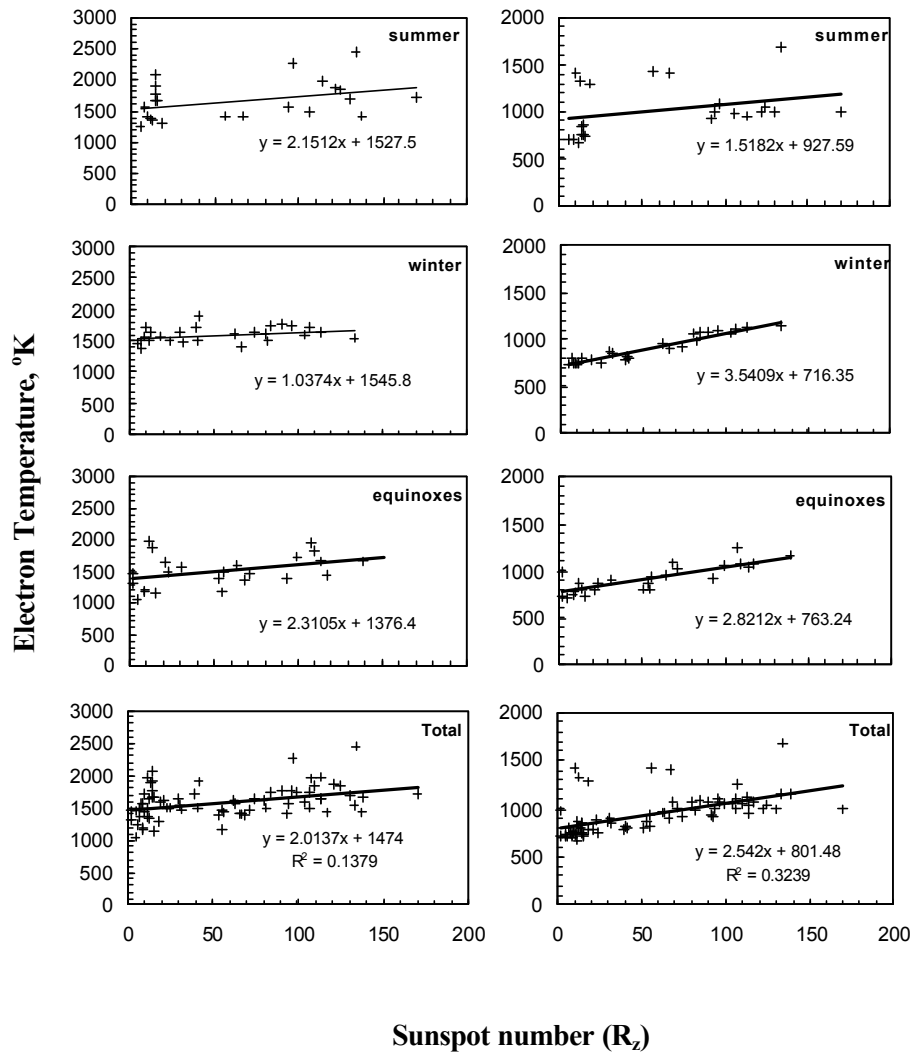 3000
2500
2000
1500
1000
500
0
summer
y = 2.1512x + 1527.5
2000
1500
1000
500
0
summer
y = 1.5182x + 927.59
3000
2500
2000
1500
1000
500
0
winter
y = 1.0374x + 1545.8
2000
1500
1000
500
0
winter
y = 3.5409x + 716.35
Electron Temperature, °K
3000
2500
2000
1500
1000
500
0
equinoxes
y = 2.3105x + 1376.4
2000
1500
1000
500
0
equinoxes
y = 2.8212x + 763.24
3000
2500
2000
1500
1000
500
0
Total
y = 2.0137x + 1474
R² = 0.1379
0 50 100 150 200
2000
1500
1000
500
0
Total
y = 2.542x + 801.48
R² = 0.3239
0 50 100 150 200
Sunspot number (Rz)